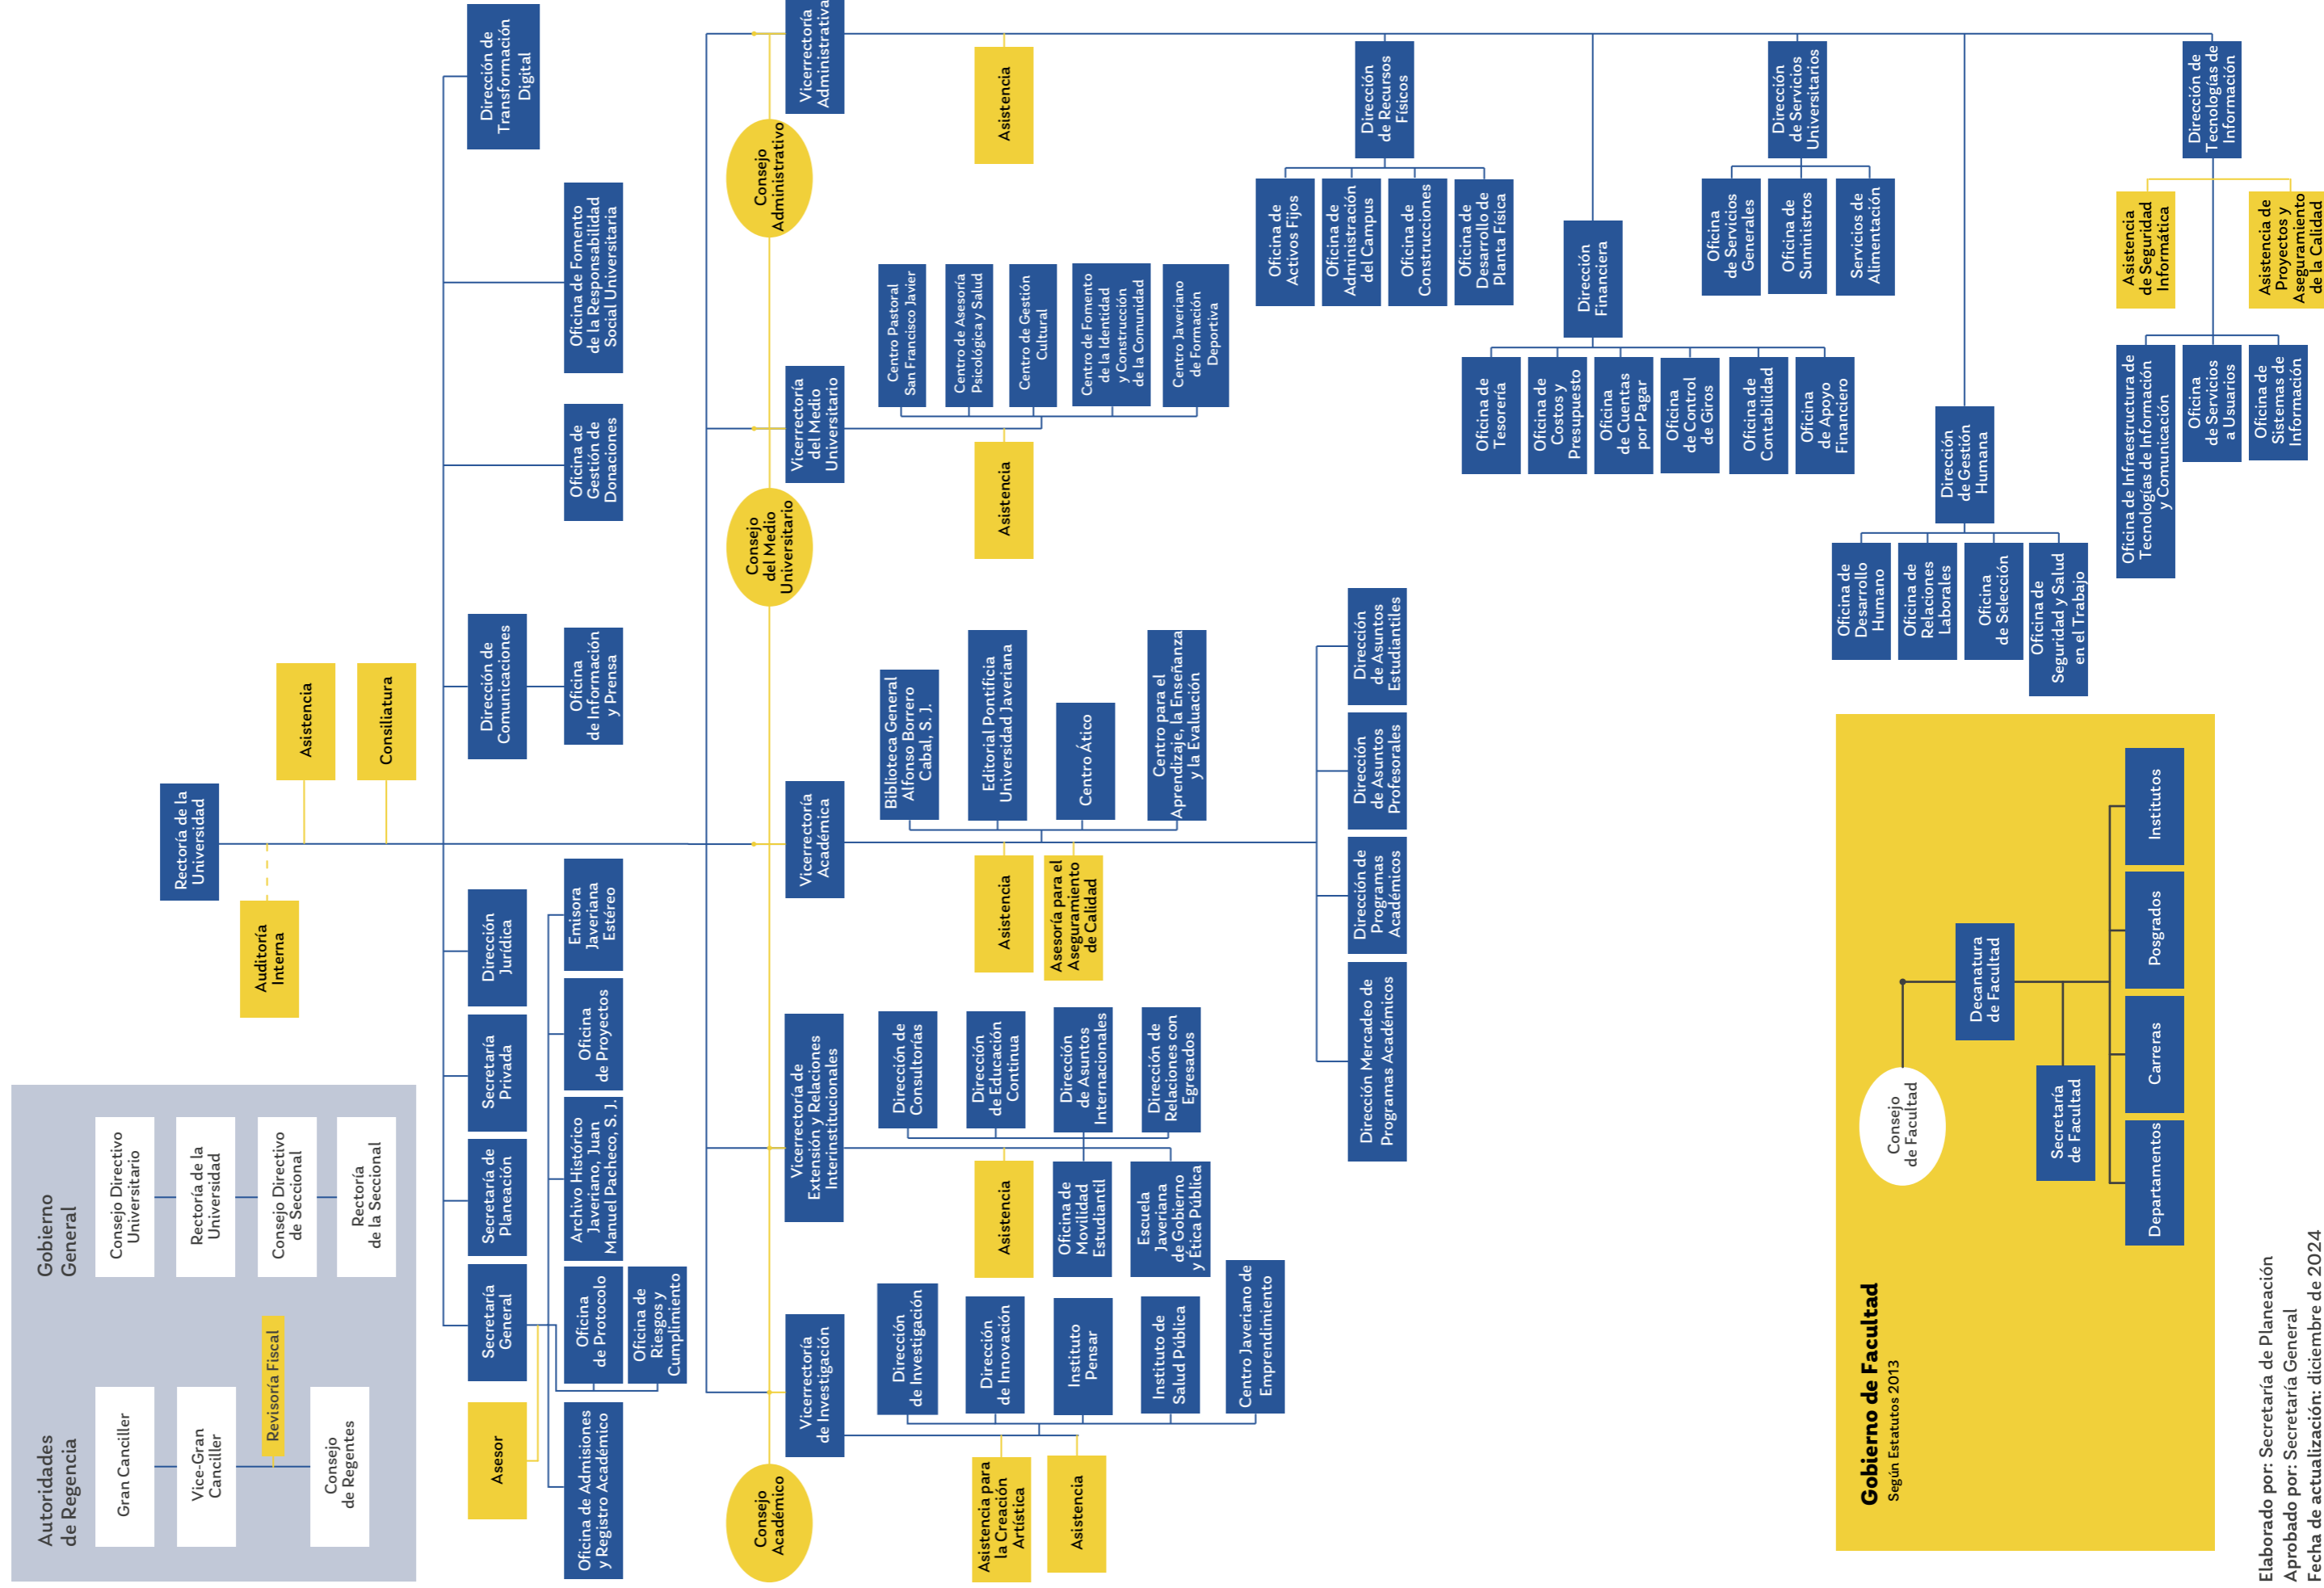 Autoridades
de Regencia
Gran Canciller
Vice-Gran
Canciller
Revisoría Fiscal
Consejo
de Regentes
Gobierno
General
Consejo Directivo
Universitario
Rectoría de la
Universidad
Consejo Directivo
de Seccional
Rectoría
de la Seccional
Rectoría de la
Universidad
Auditoría
Interna
Asistencia
Consiliatura
Secretaría
General
Secretaría de
Planeación
Secretaría
Privada
Dirección
Jurídica
Dirección de
Comunicaciones
Dirección de
Transformación
Digital
Asesor
Oficina de Admisiones
y Registro Académico
Oficina
de Protocolo
Oficina de
Riesgos y
Cumplimiento
Archivo Histórico
Javeriano, Juan
Manuel Pacheco, S. J.
Oficina
de Proyectos
Emisora
Javeriana
Estéreo
Oficina
de Información
y Prensa
Oficina de
Gestión de
Donaciones
Oficina de Fomento
de la Responsabilidad
Social Universitaria
Consejo
Académico
Consejo
del Medio
Universitario
Consejo
Administrativo
Vicerrectoría
de Investigación
Asistencia para
la Creación
Artística
Asistencia
Dirección
de Investigación
Dirección
de Innovación
Instituto
Pensar
Instituto de
Salud Pública
Centro Javeriano de
Emprendimiento
Vicerrectoría de
Extensión y Relaciones
Interinstitucionales
Asistencia
Dirección de
Consultorías
Dirección
de Educación
Continua
Dirección
de Asuntos
Internacionales
Dirección de
Relaciones con
Egresados
Oficina de
Movilidad
Estudiantil
Escuela
Javeriana
de Gobierno
y Ética Pública
Vicerrectoría
Académica
Asistencia
Asesoría para el
Aseguramiento
de Calidad
Biblioteca General
Alfonso Borrero
Cabal, S. J.
Editorial Pontificia
Universidad Javeriana
Centro Ático
Centro para el
Aprendizaje, la Enseñanza
y la Evaluación
Dirección Mercadeo de
Programas Académicos
Dirección de
Programas
Académicos
Dirección
de Asuntos
Profesorales
Dirección
de Asuntos
Estudiantiles
Vicerrectoría
del Medio
Universitario
Asistencia
Centro Pastoral
San Francisco Javier
Centro de Asesoría
Psicológica y Salud
Centro de Gestión
Cultural
Centro de Fomento
de la Identidad
y Construcción
de la Comunidad
Centro Javeriano
de Formación
Deportiva
Vicerrectoría
Administrativa
Asistencia
Dirección
de Recursos
Físicos
Oficina de
Activos Fijos
Oficina de
Administración
del Campus
Oficina de
Construcciones
Oficina de
Desarrollo de
Planta Física
Dirección
Financiera
Oficina de
Tesorería
Oficina de
Costos y
Presupuesto
Oficina
de Cuentas
por Pagar
Oficina
de Control
de Giros
Oficina de
Contabilidad
Oficina
de Apoyo
Financiero
Dirección
de Servicios
Universitarios
Oficina
de Servicios
Generales
Oficina de
Suministros
Servicios de
Alimentación
Dirección
de Gestión
Humana
Oficina de
Desarrollo
Humano
Oficina de
Relaciones
Laborales
Oficina
de Selección
Oficina de
Seguridad y Salud
en el Trabajo
Dirección de
Tecnologías de
Información
Asistencia
de Seguridad
Informática
Asistencia de
Proyectos y
Aseguramiento
de la Calidad
Oficina de Infraestructura de
Tecnologías de Información
y Comunicación
Oficina
de Servicios
a Usuarios
Oficina de
Sistemas de
Información
Gobierno de Facultad
Según Estatutos 2013
Consejo
de Facultad
Decanatura
de Facultad
Secretaría
de Facultad
Departamentos
Carreras
Posgrados
Institutos
Elaborado por: Secretaría de Planeación
Aprobado por: Secretaría General
Fecha de actualización: diciembre de 2024